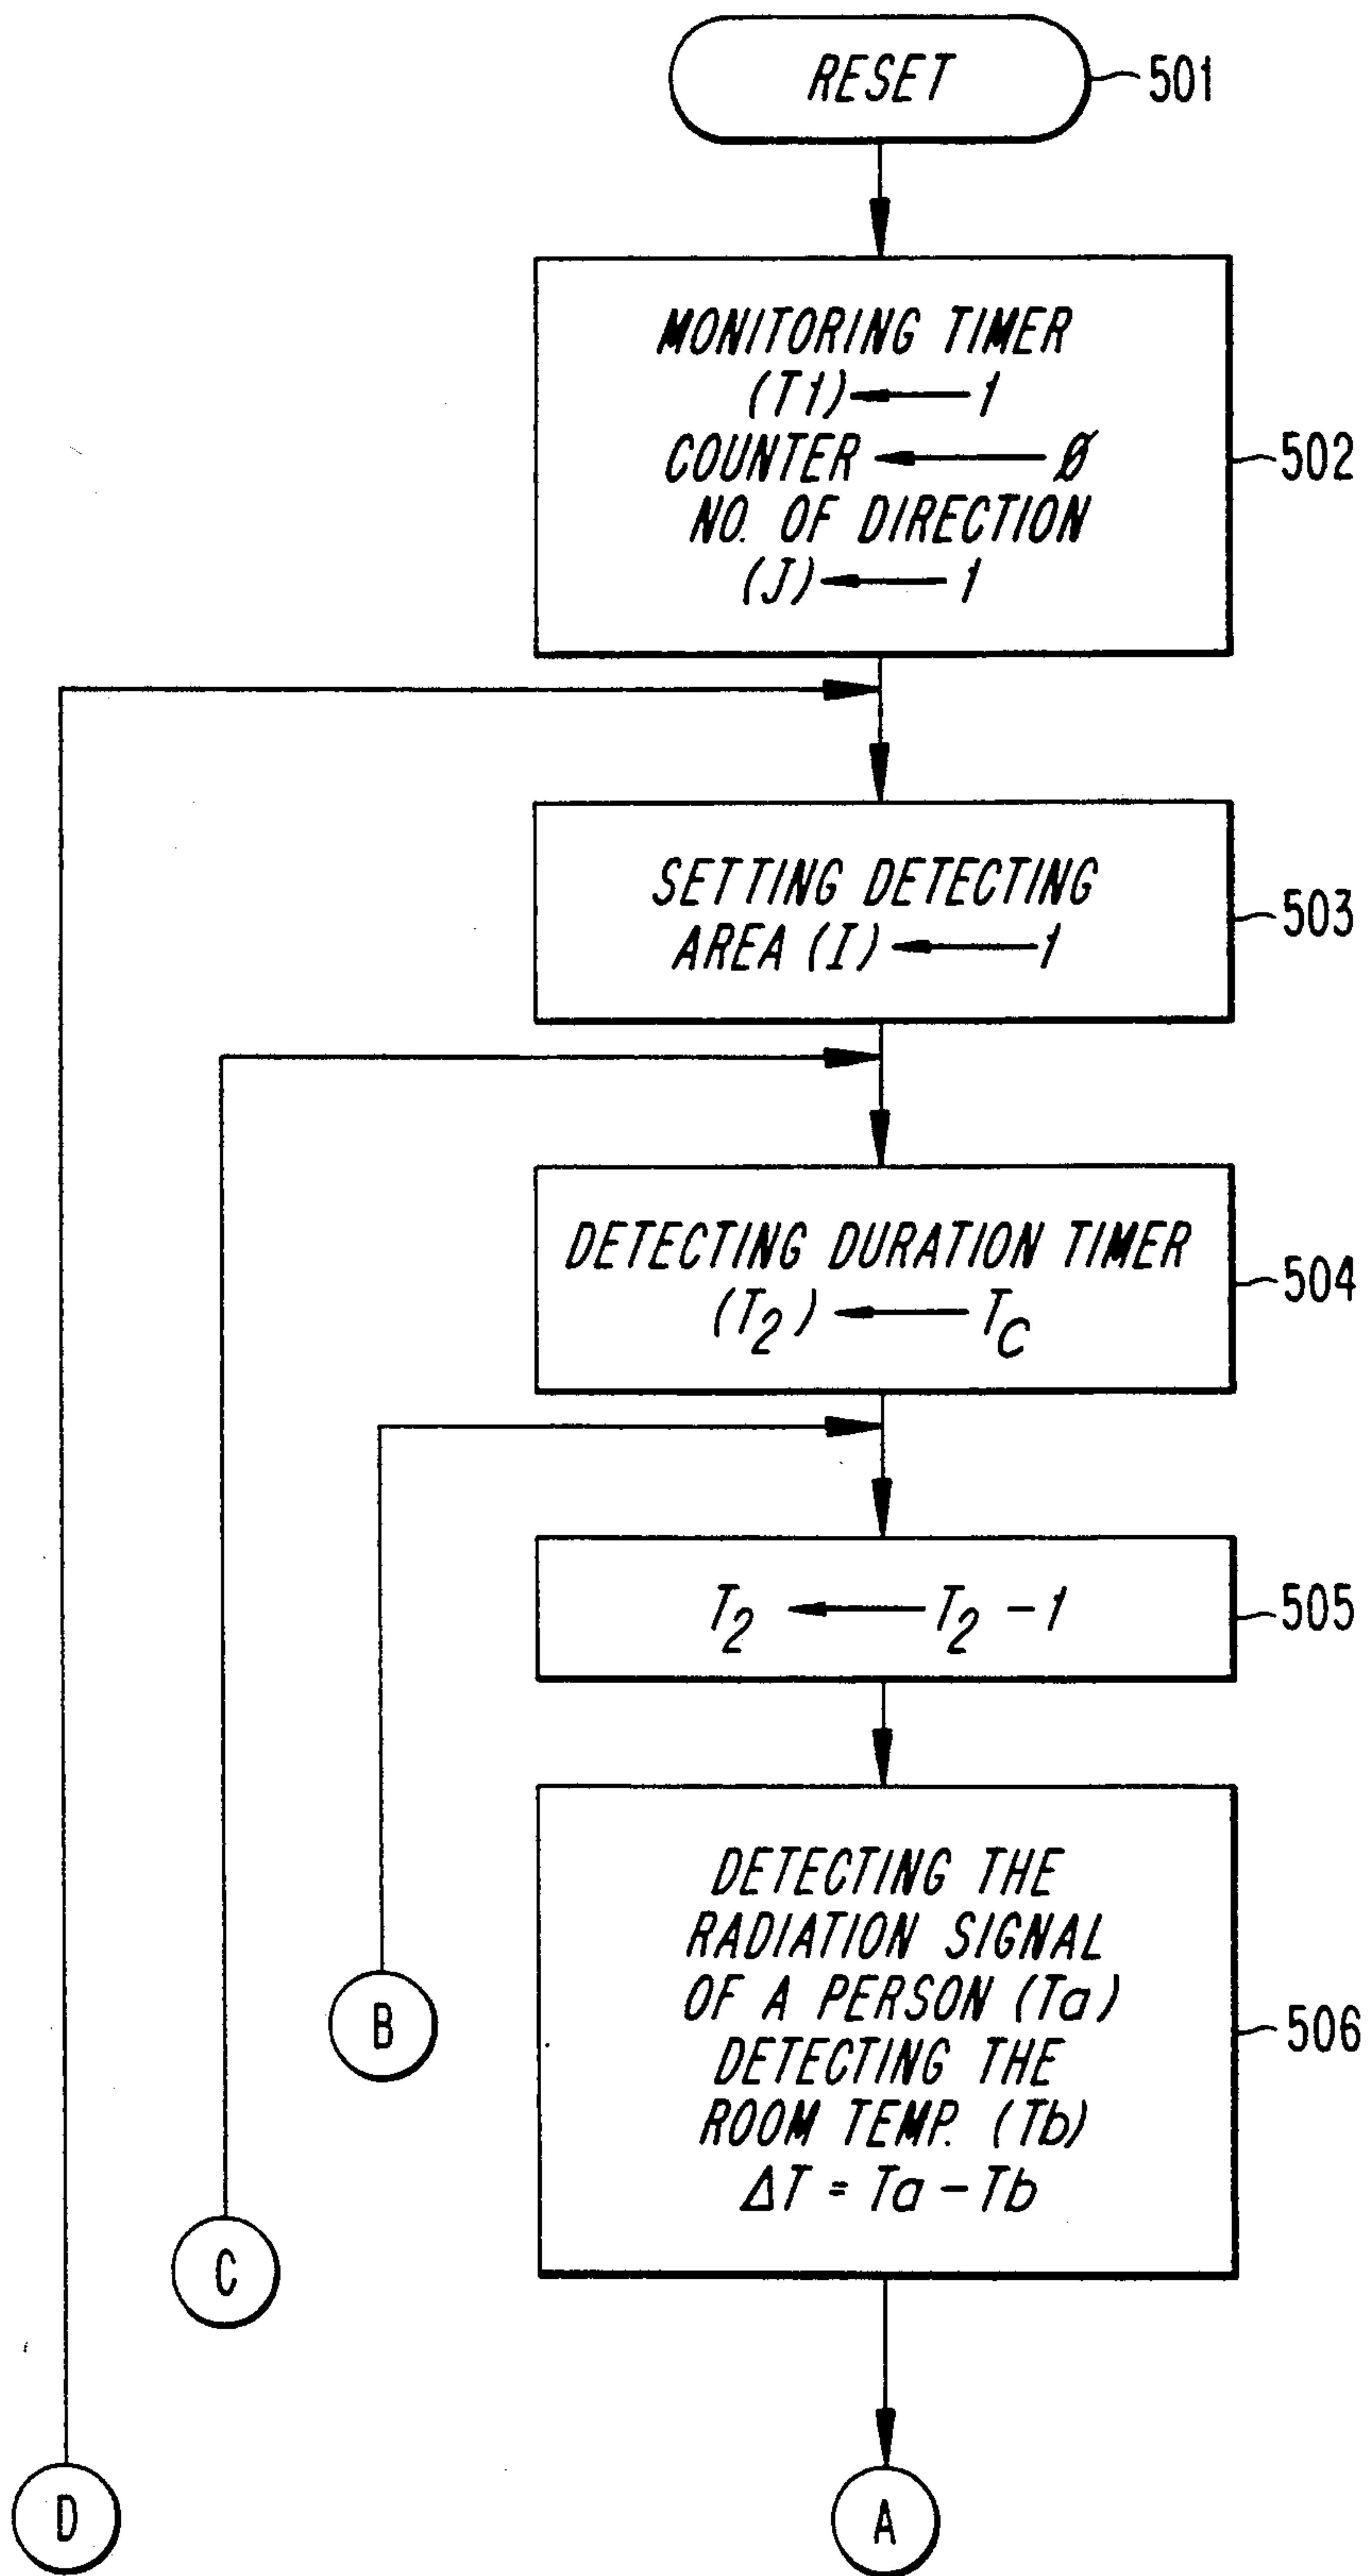 RESET
501
MONITORING TIMER
(T1) ← 1
COUNTER ← Ø
NO. OF DIRECTION
(J) ← 1
502
SETTING DETECTING
AREA (I) ← 1
503
DETECTING DURATION TIMER
(T2) ← TC
504
T2 ← T2 - 1
505
DETECTING THE
RADIATION SIGNAL
OF A PERSON (Ta)
DETECTING THE
ROOM TEMP. (Tb)
ΔT = Ta - Tb
506
B
C
D
A